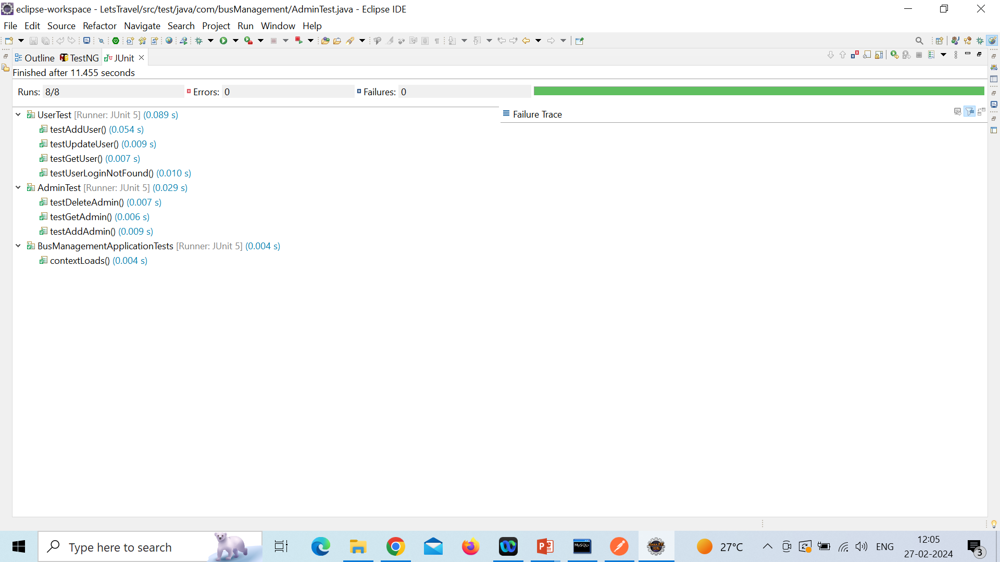 eclipse-workspace - LetsTravel/src/test/java/com/busManagement/AdminTest.java - Eclipse IDE
File Edit Source Refactor Navigate Search Project Run Window Help
Outline TestNG JUnit
Finished after 11.455 seconds
Runs: 8/8 Errors: 0 Failures: 0
UserTest [Runner: JUnit 5] (0.089 s)
Failure Trace
testAddUser() (0.054 s)
testUpdateUser() (0.009 s)
testGetUser() (0.007 s)
testUserLoginNotFound() (0.010 s)
AdminTest [Runner: JUnit 5] (0.029 s)
testDeleteAdmin() (0.007 s)
testGetAdmin() (0.006 s)
testAddAdmin() (0.009 s)
BusManagementApplicationTests [Runner: JUnit 5] (0.004 s)
contextLoads() (0.004 s)
Type here to search
MySQL>
Java EE
IDE
27°C
ENG
12:05
27-02-2024
3